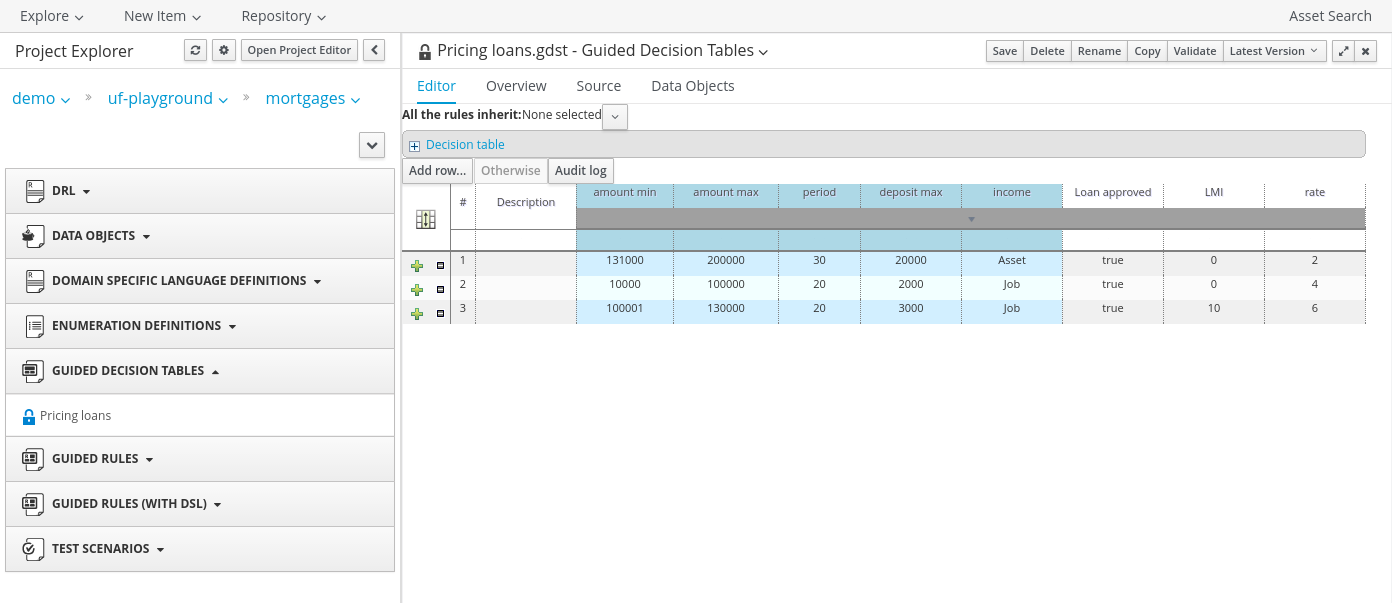 Explore New Item Repository Asset Search
Project Explorer Open Project Editor
Pricing loans.gdst - Guided Decision Tables Save Delete Rename Copy Validate Latest Version
demo » uf-playground » mortgages
DRL
DATA OBJECTS
DOMAIN SPECIFIC LANGUAGE DEFINITIONS
ENUMERATION DEFINITIONS
GUIDED DECISION TABLES
Pricing loans
GUIDED RULES
GUIDED RULES (WITH DSL)
TEST SCENARIOS
Editor Overview Source Data Objects
All the rules inherit:None selected
Decision table
Add row... Otherwise Audit log
# Description amount min amount max period deposit max income Loan approved LMI rate
1 131000 200000 30 20000 Asset true 0 2
2 10000 100000 20 2000 Job true 0 4
3 100001 130000 20 3000 Job true 10 6